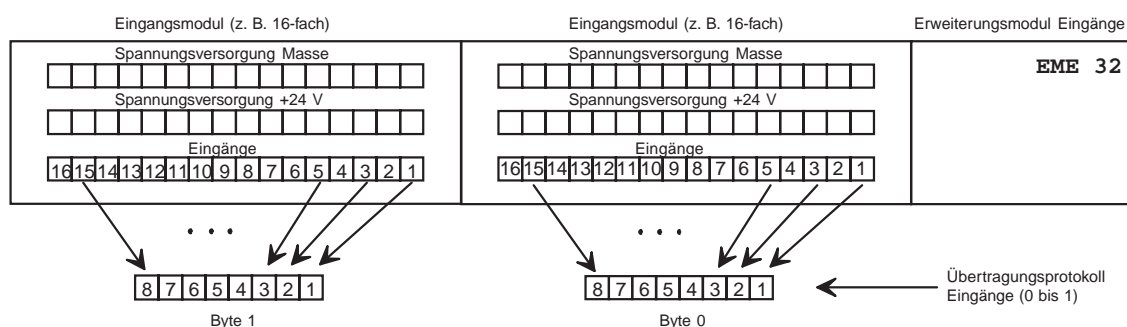 Eingangsmodul (z. B. 16-fach) Eingangsmodul (z. B. 16-fach) Erweiterungsmodul Eingänge
Spannungsversorgung Masse Spannungsversorgung Masse
EME 32
Spannungsversorgung +24 V Spannungsversorgung +24 V
Eingänge Eingänge
16 15 14 13 12 11 10 9 8 7 6 5 4 3 2 1 16 15 14 13 12 11 10 9 8 7 6 5 4 3 2 1
. . . . . .
8 7 6 5 4 3 2 1 8 7 6 5 4 3 2 1 Übertragungsprotokoll
Eingänge (0 bis 1)
Byte 1 Byte 0